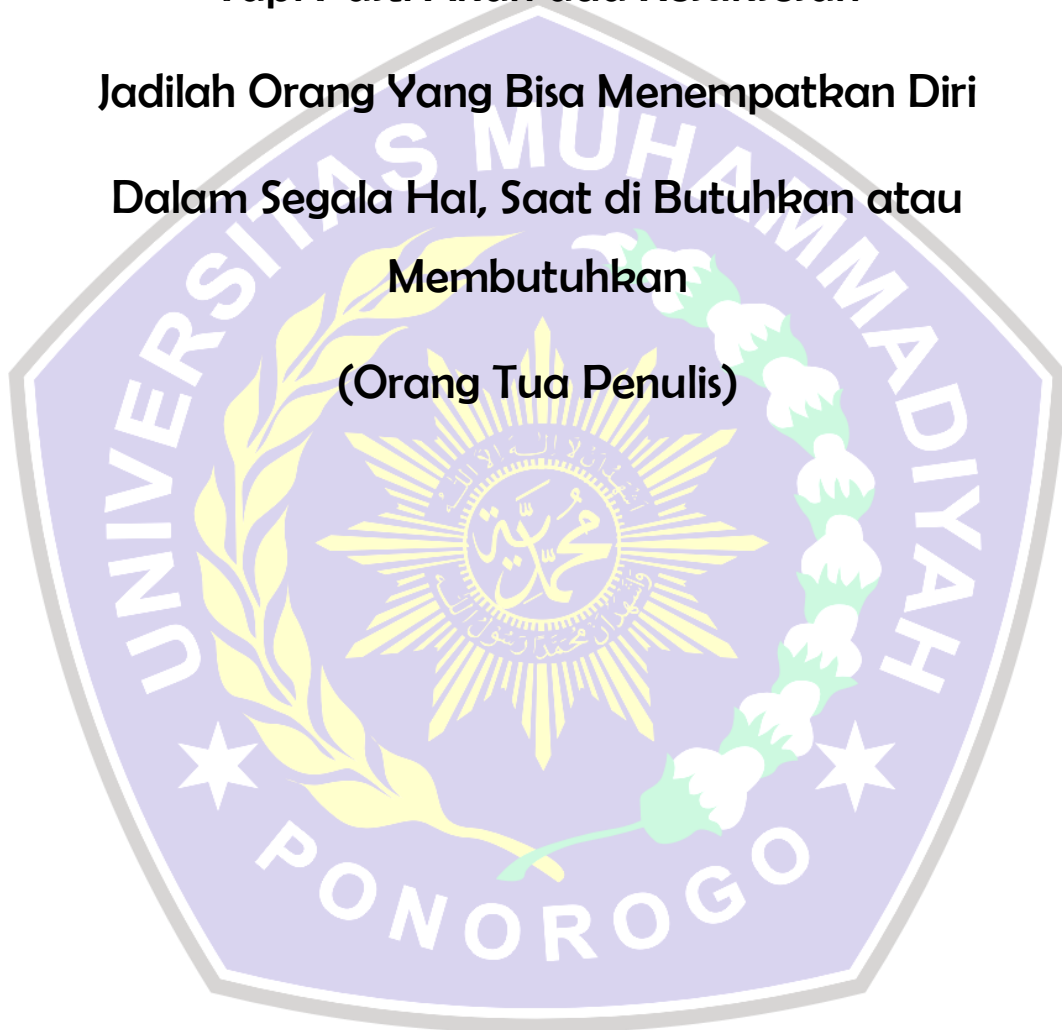 Jadilah Orang Yang Bisa Menempatkan Diri
Dalam Segala Hal, Saat di Butuhkan atau
Membutuhkan
(Orang Tua Penulis)
UNIVERSITAS MUHAMMADIYAH
PONOROGO